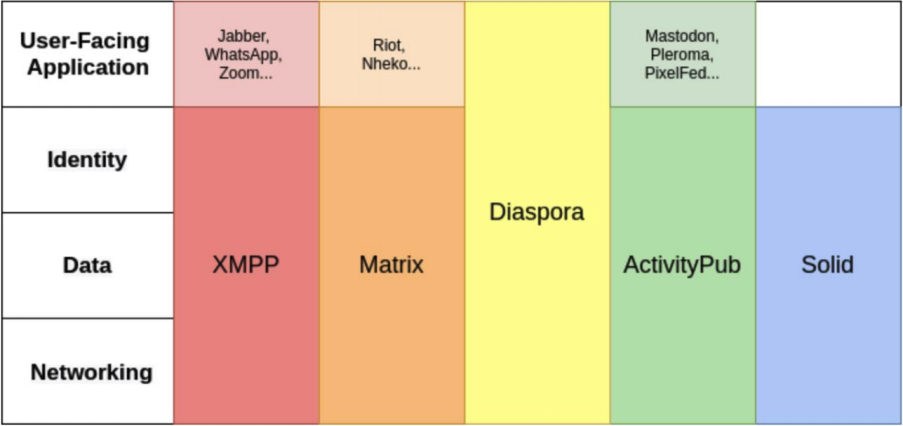 User-Facing
Application
Jabber,
WhatsApp,
Zoom...
Riot,
Nheko...
Mastodon,
Pleroma,
PixelFed...
Identity
Diaspora
Data
XMPP
Matrix
ActivityPub
Solid
Networking